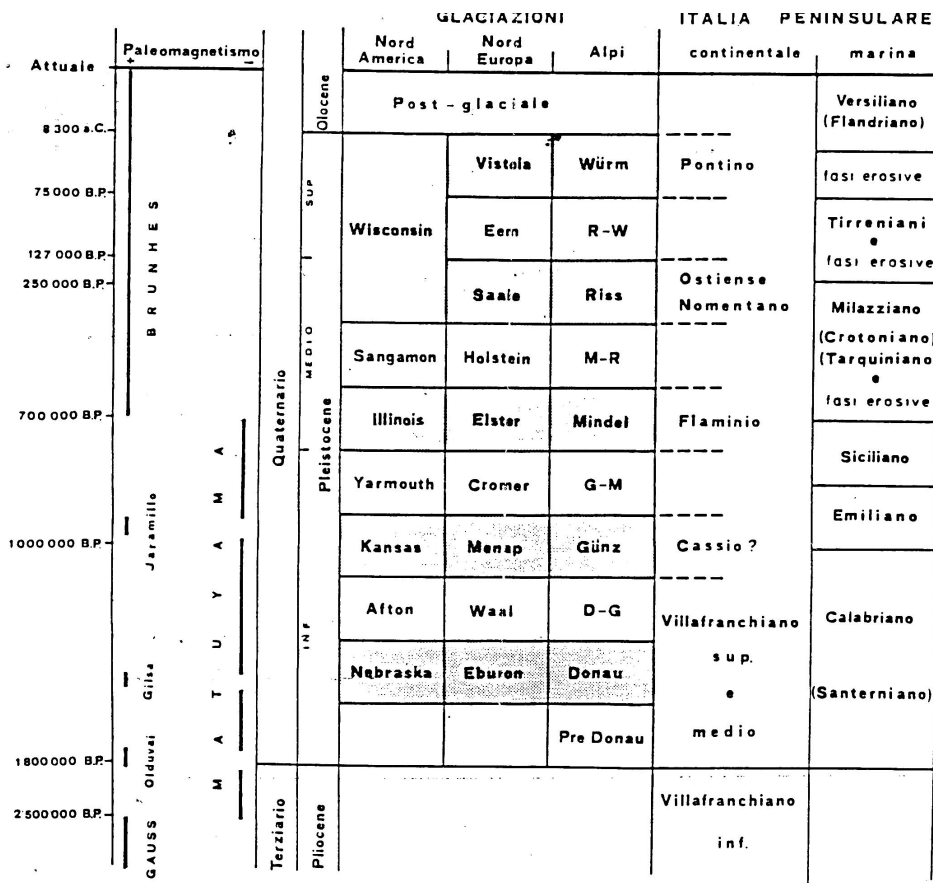 GLACIAZIONI ITALIA PENINSULARE
Paleomagnetismo Nord America Nord Europa Alpi continentale marina
Attuale + –
Olocene Post-glaciale Versiliano (Flandriano)
8 300 a.C.
SUP Vistola Würm Pontino fasi erosive
75 000 B.P.
Wisconsin Eem R-W Tirreniani e fasi erosive
127 000 B.P.
250 000 B.P.
BRUNHES
Saale Riss Ostiense Nomentano Milazziano
MEDIO Sangamon Holstein M-R (Crotoniano) (Tarquiniano e fasi erosive
700 000 B.P.
Quaternario Pleistocene Illinois Elster Mindel Flaminio Siciliano
Yarmouth Cromer G-M Emiliano
Jaramillo
1000 000 B.P.
Kansas Menap Günz Cassio?
MATUYAMA
INF Afton Waal D-G Villafranchiano sup. e medio Calabriano
Gilsa
Nebraska Eburon Donau (Santerniano)
Olduvai
Pre Donau
1800 000 B.P.
2 500 000 B.P.
GAUSS
Terziario Pliocene Villafranchiano inf.